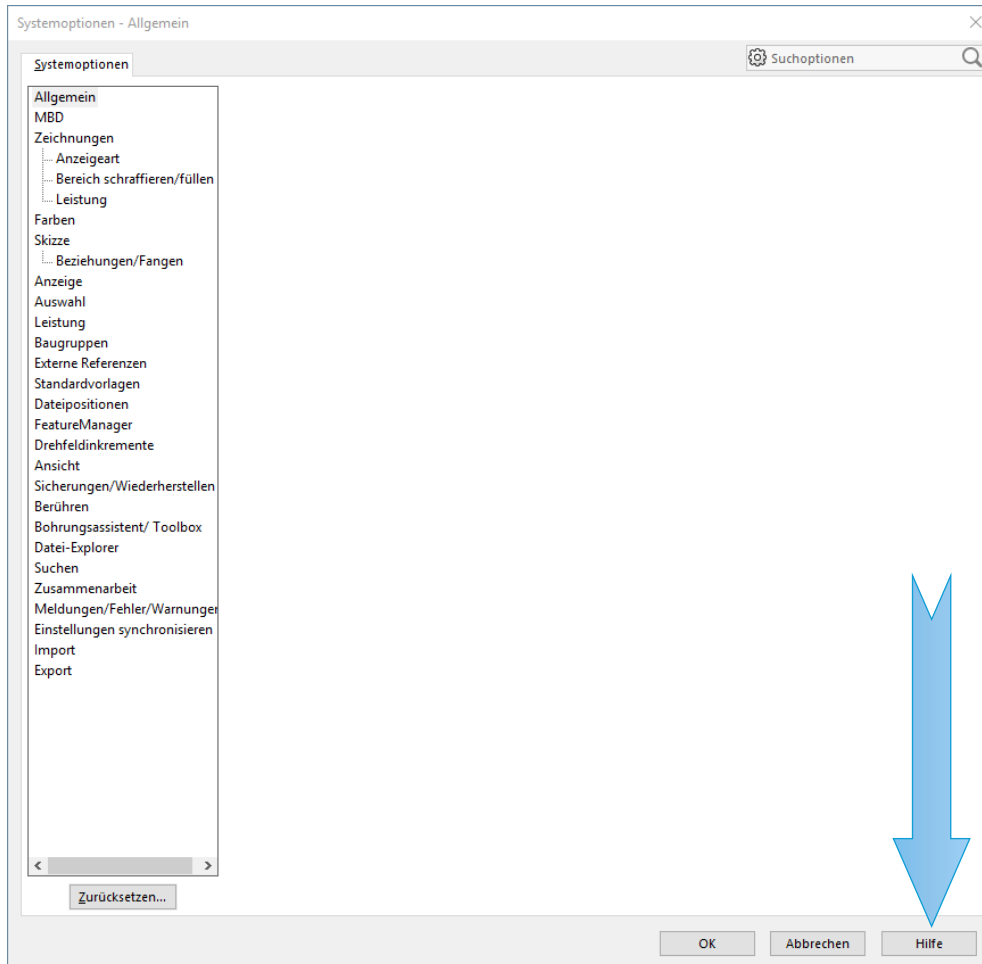 Systemoptionen - Allgemein
Systemoptionen
Suchoptionen
Allgemein
MBD
Zeichnungen
Anzeigeart
Bereich schraffieren/füllen
Leistung
Farben
Skizze
Beziehungen/Fangen
Anzeige
Auswahl
Leistung
Baugruppen
Externe Referenzen
Standardvorlagen
Dateipositionen
FeatureManager
Drehfeldinkremente
Ansicht
Sicherungen/Wiederherstellen
Berühren
Bohrungsassistent/ Toolbox
Datei-Explorer
Suchen
Zusammenarbeit
Meldungen/Fehler/Warnungen
Einstellungen synchronisieren
Import
Export
Zurücksetzen...
OK
Abbrechen
Hilfe